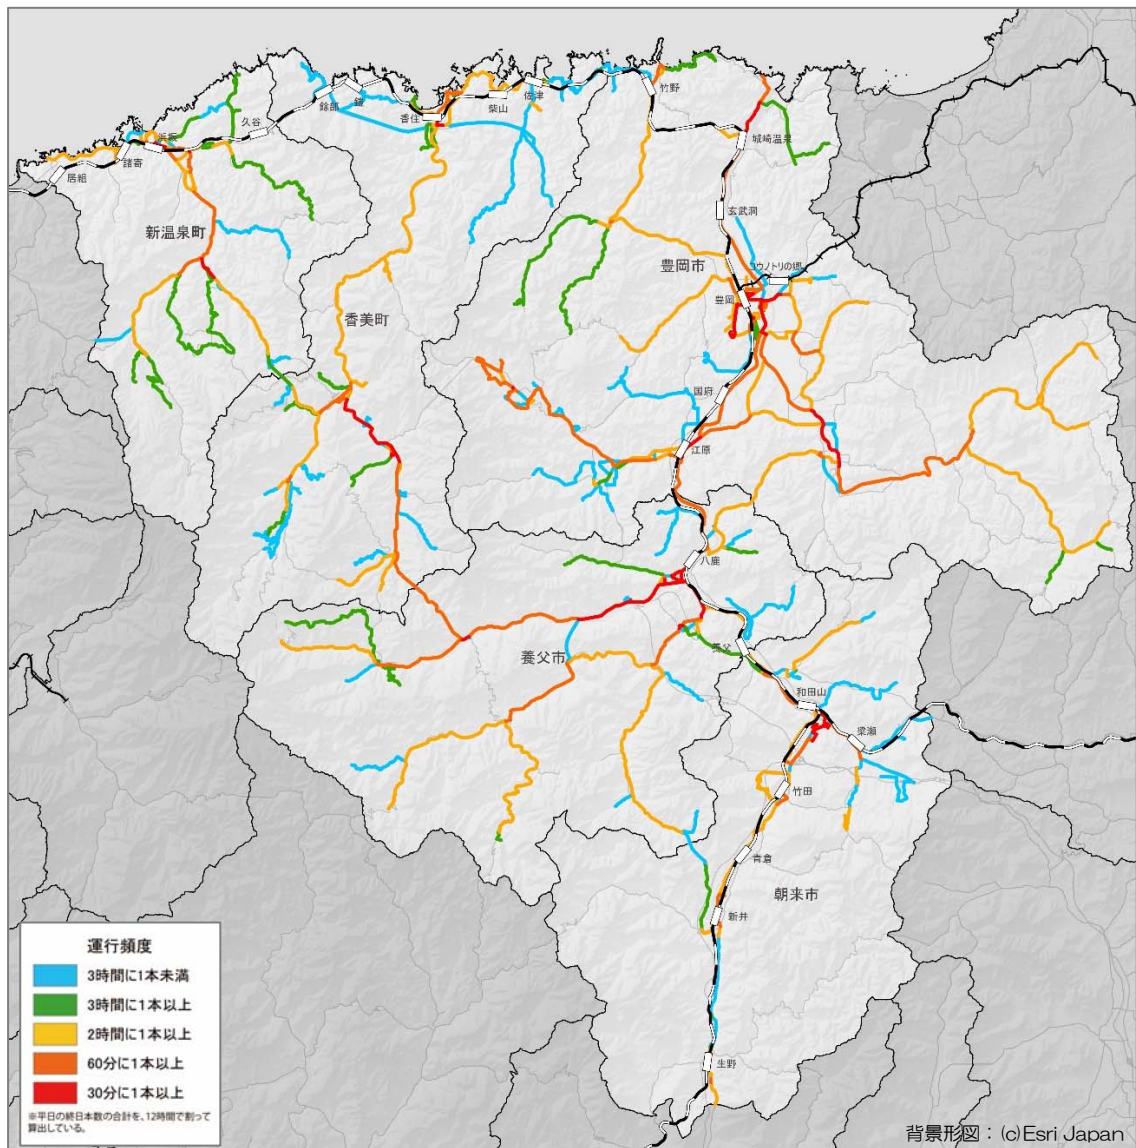 竹野
佐津
柴山
香住
鎧
餘部
久谷
浜坂
諸寄
居組
城崎温泉
玄武洞
新温泉町
豊岡市
コウノトリの郷
豊岡
香美町
国府
江原
八鹿
養父市
養父
和田山
梁瀬
竹田
青倉
朝来市
新井
生野
運行頻度
3時間に1本未満
3時間に1本以上
2時間に1本以上
60分に1本以上
30分に1本以上
※平日の終日本数の合計を、12時間で割って
算出している。
背景形図：(c)Esri Japan